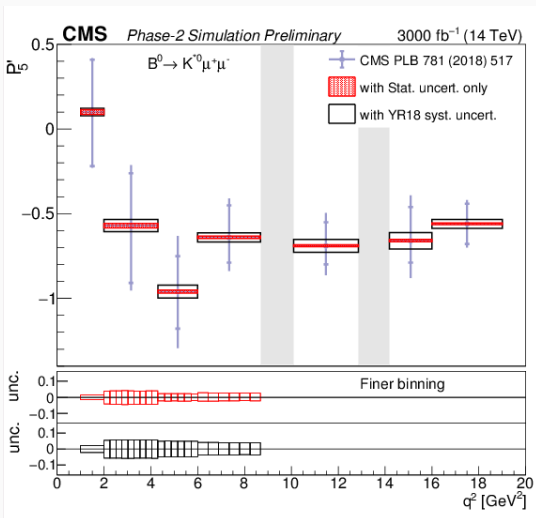 CMS Phase-2 Simulation Preliminary 3000 fb⁻¹ (14 TeV)
P₅′
B⁰→ K*⁰μ⁺μ⁻
CMS PLB 781 (2018) 517
with Stat. uncert. only
with YR18 syst. uncert.
0.5
0
−0.5
−1
unc.
0.1
0
−0.1
Finer binning
unc.
0.1
0
−0.1
0 2 4 6 8 10 12 14 16 18 20
q² [GeV²]